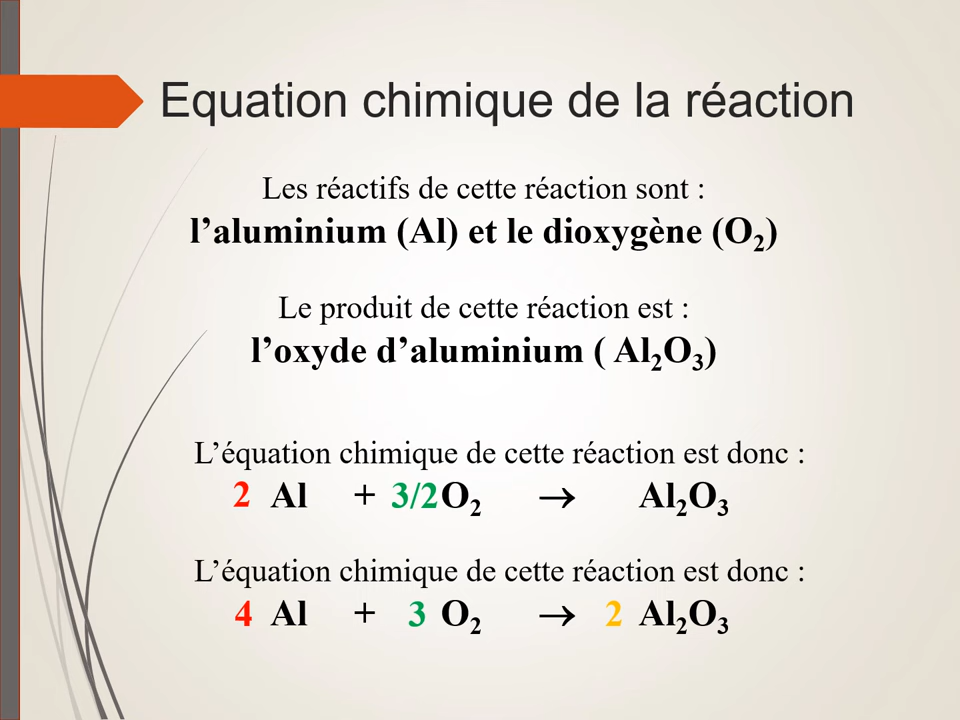 Equation chimique de la réaction
Les réactifs de cette réaction sont :
l’aluminium (Al) et le dioxygène (O₂)
Le produit de cette réaction est :
l’oxyde d’aluminium ( Al₂O₃)
L’équation chimique de cette réaction est donc :
2 Al + 3/2O₂ → Al₂O₃
L’équation chimique de cette réaction est donc :
4 Al + 3 O₂ → 2 Al₂O₃